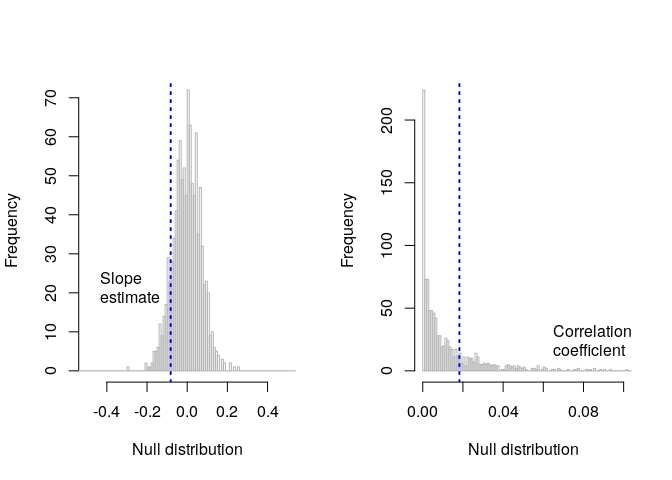 Frequency
0 10 20 30 40 50 60 70
Slope
estimate
-0.4 -0.2 0.0 0.2 0.4
Null distribution
Frequency
0 50 100 150 200
Correlation
coefficient
0.00 0.04 0.08
Null distribution